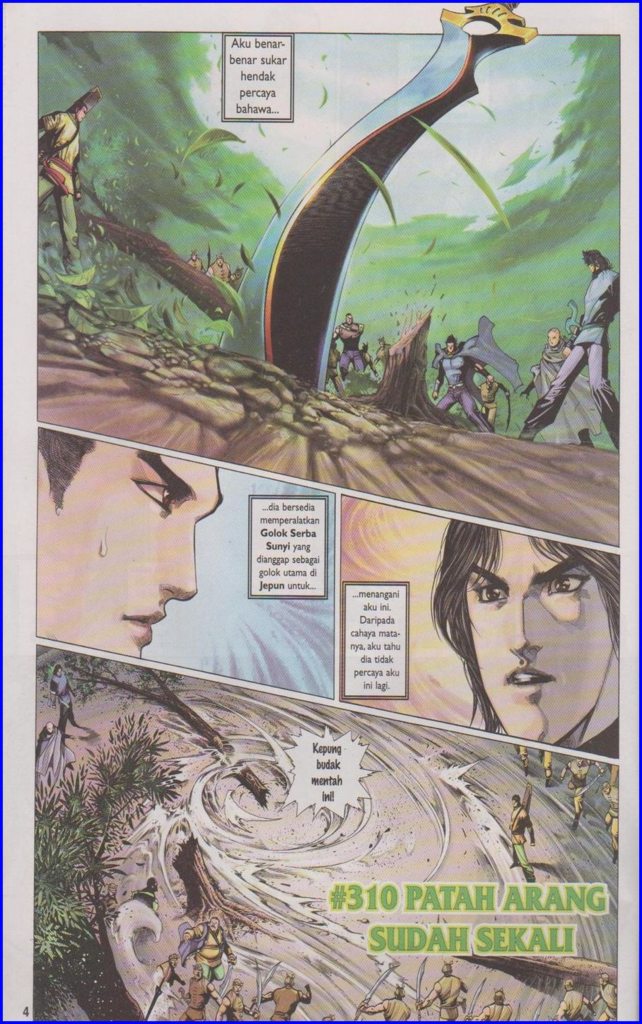 Aku benar-
benar sukar
hendak
percaya
bahawa...
...dia bersedia
memperalatkan
Golok Serba
Sunyi yang
dianggap sebagai
golok utama di
Jepun untuk...
...menangani
aku ini.
Daripada
cahaya mata-
nya, aku tahu
dia tidak
percaya aku
ini lagi.
Kepung
budak
mentah
ini!
#310 PATAH ARANG
SUDAH SEKALI
4